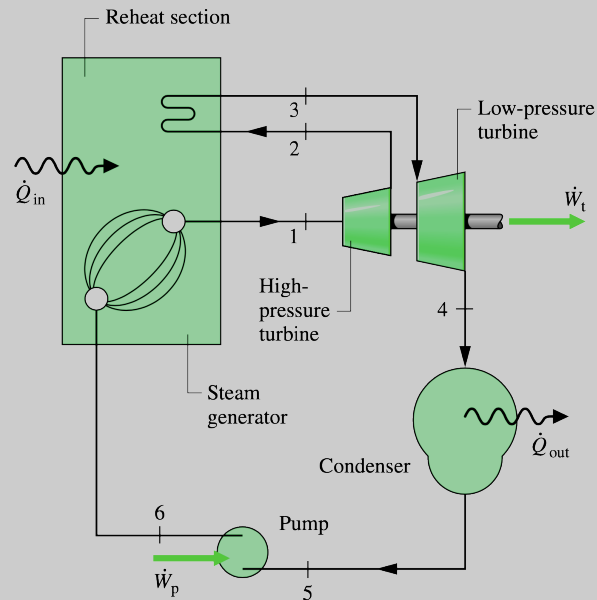 Reheat section
3
2
Low-pressure
turbine
Q̇in
Ẇt
1
High-
pressure
turbine
4
Steam
generator
Q̇out
Condenser
6
Pump
Ẇp
5